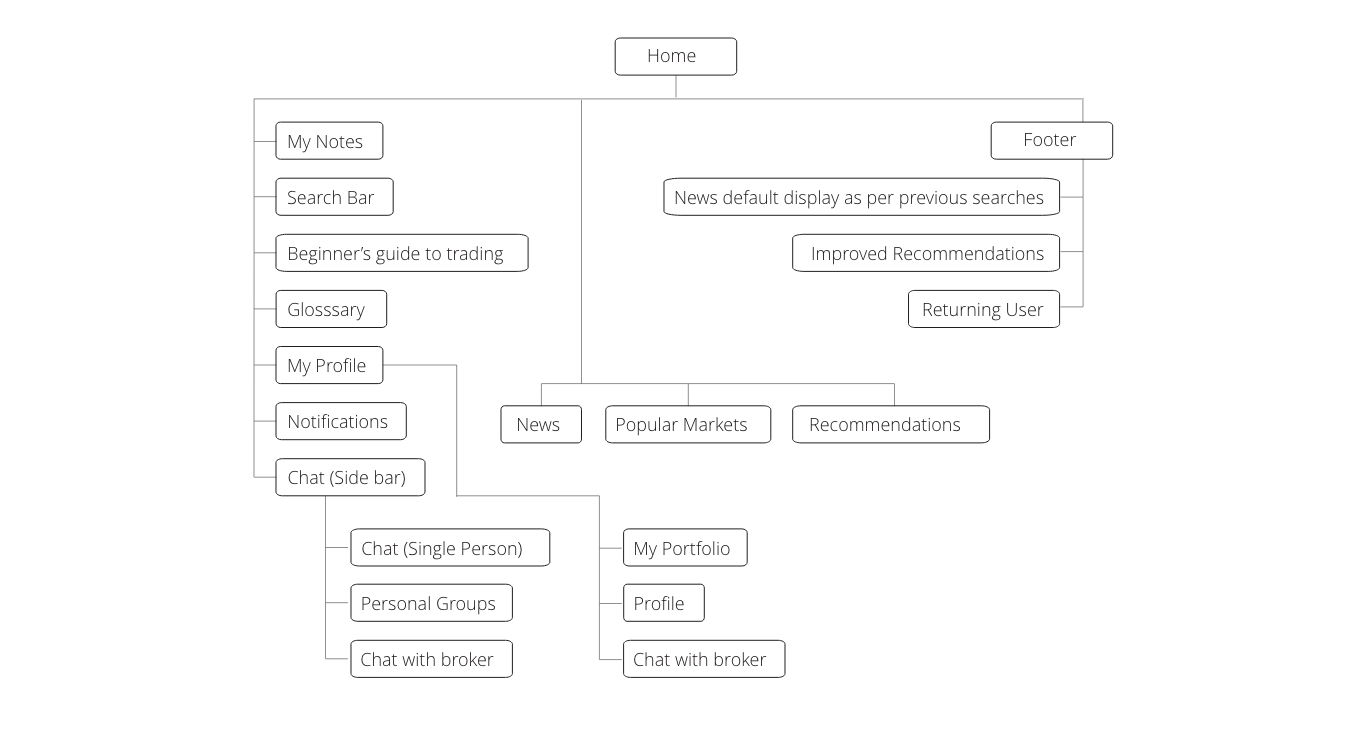 Home
My Notes
Footer
Search Bar
News default display as per previous searches
Beginner’s guide to trading
Improved Recommendations
Glosssary
Returning User
My Profile
Notifications
News
Popular Markets
Recommendations
Chat (Side bar)
Chat (Single Person)
My Portfolio
Personal Groups
Profile
Chat with broker
Chat with broker